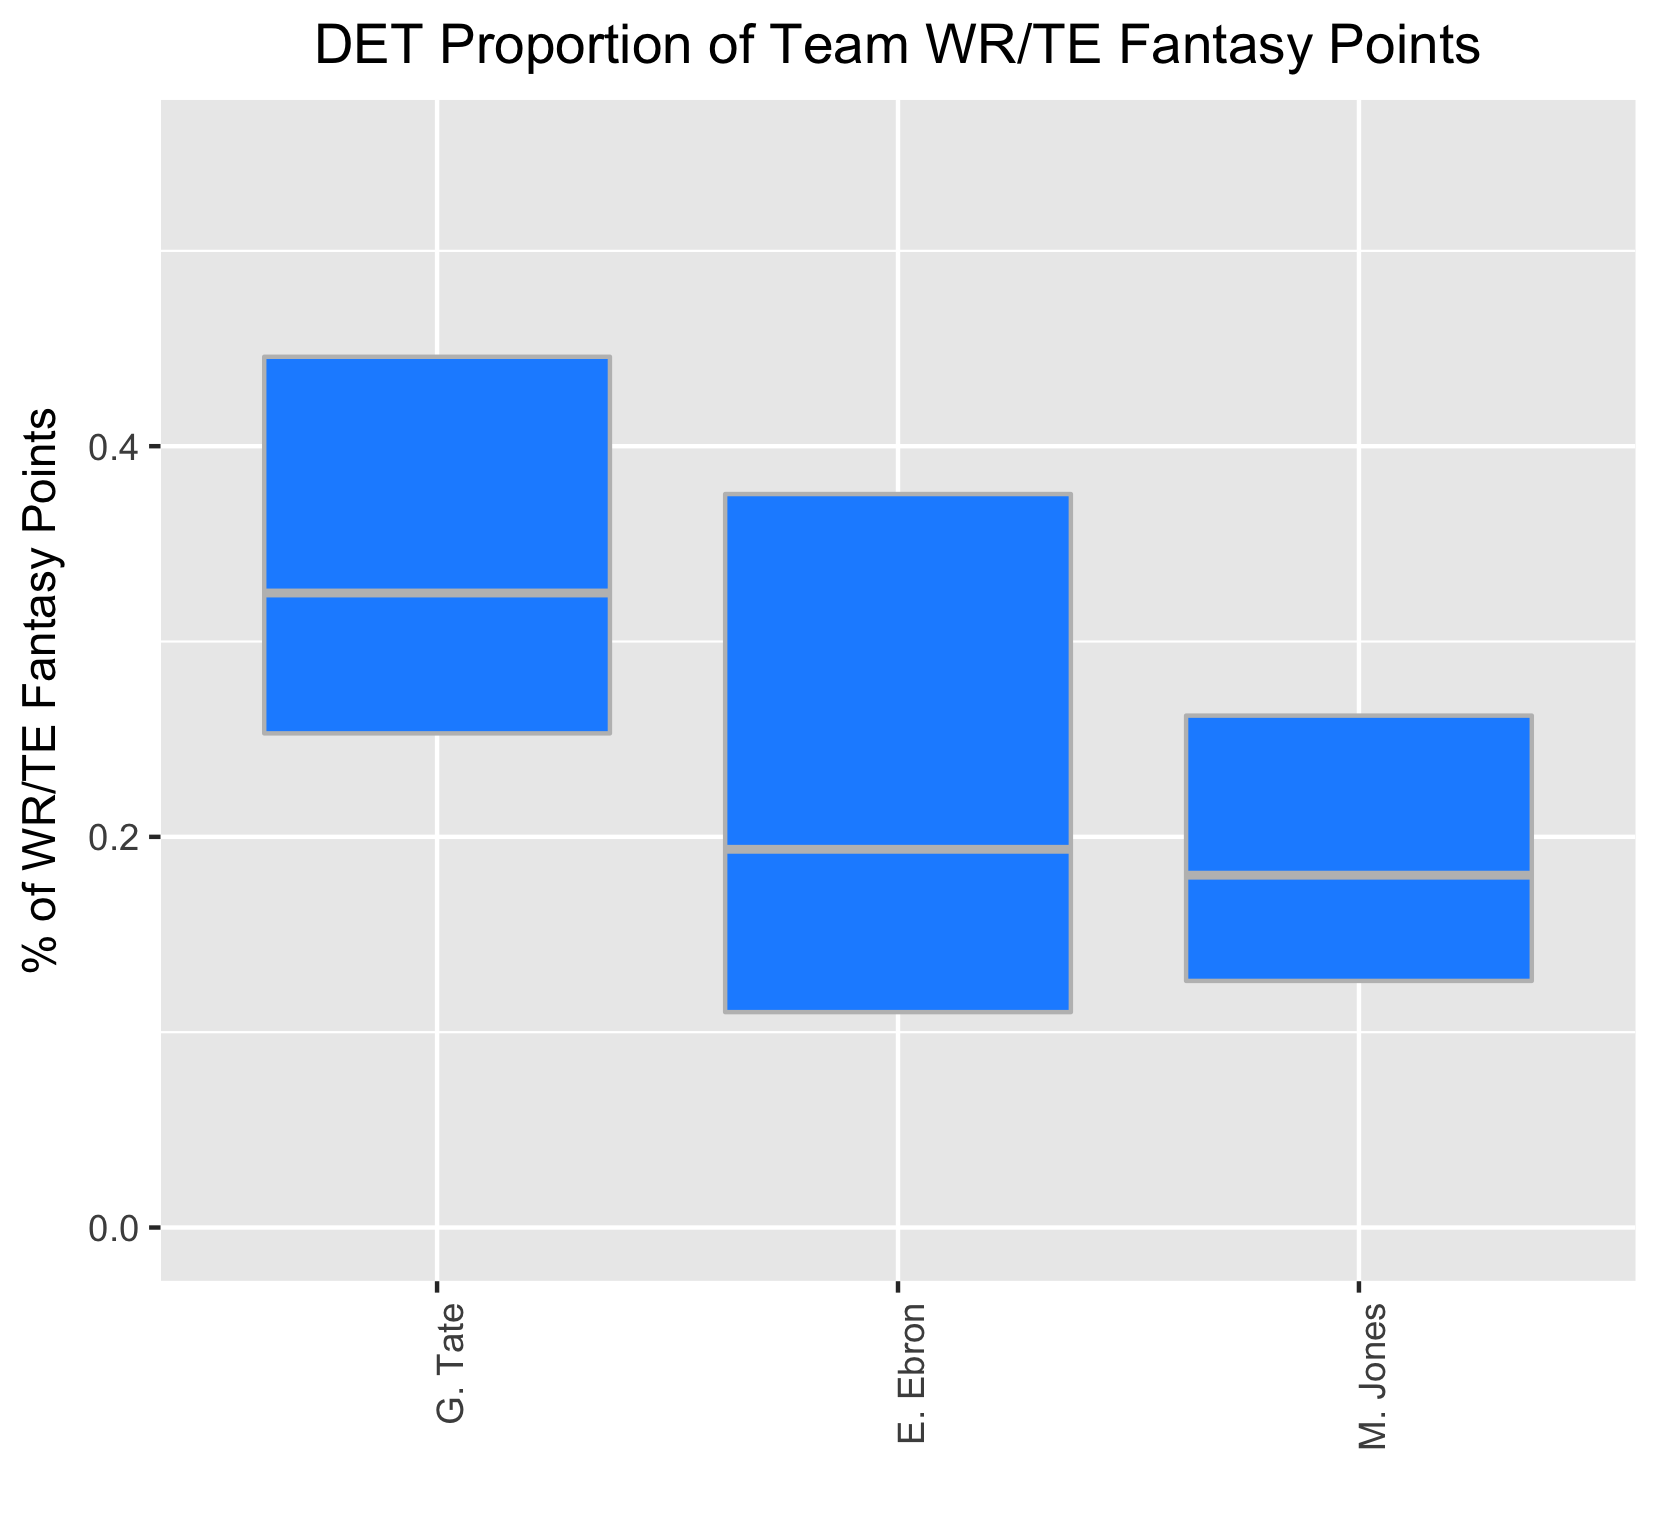 DET Proportion of Team WR/TE Fantasy Points
% of WR/TE Fantasy Points
0.4
0.2
0.0
G. Tate
E. Ebron
M. Jones